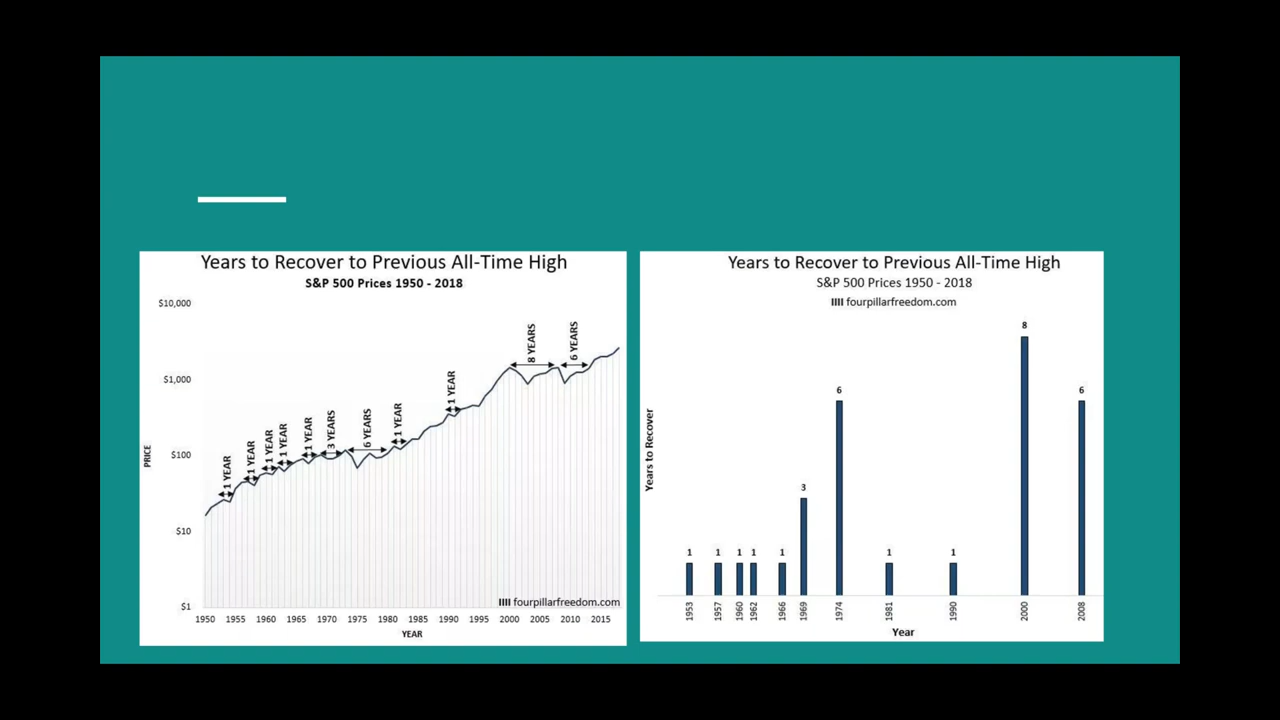 Years to Recover to Previous All-Time High
S&P 500 Prices 1950 - 2018
$10,000
$1,000
$100
$10
$1
PRICE
1 YEAR
1 YEAR
1 YEAR
1 YEAR
1 YEAR
3 YEARS
6 YEARS
1 YEAR
1 YEAR
8 YEARS
6 YEARS
fourpillarfreedom.com
1950 1955 1960 1965 1970 1975 1980 1985 1990 1995 2000 2005 2010 2015
YEAR
Years to Recover to Previous All-Time High
S&P 500 Prices 1950 - 2018
fourpillarfreedom.com
Years to Recover
1 1 1 1 1 3 6 1 1 8 6
1953 1957 1960 1962 1966 1969 1974 1981 1990 2000 2008
Year